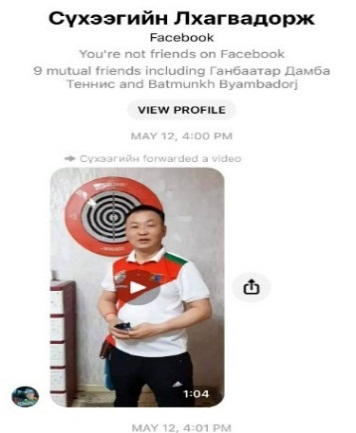 Сүхээгийн Лхагвадорж
Facebook
You're not friends on Facebook
9 mutual friends including Ганбаатар Дамба
Теннис and Batmunkh Byambadorj
VIEW PROFILE
MAY 12, 4:00 PM
Сүхээгийн forwarded a video
1:04
MAY 12, 4:01 PM